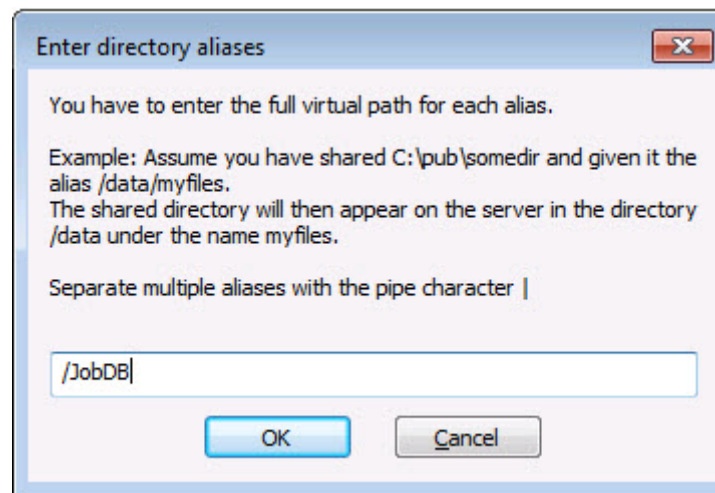 Enter directory aliases
You have to enter the full virtual path for each alias.
Example: Assume you have shared C:\pub\somedir and given it the
alias /data/myfiles.
The shared directory will then appear on the server in the directory
/data under the name myfiles.
Separate multiple aliases with the pipe character |
/JobDB
OK
Cancel